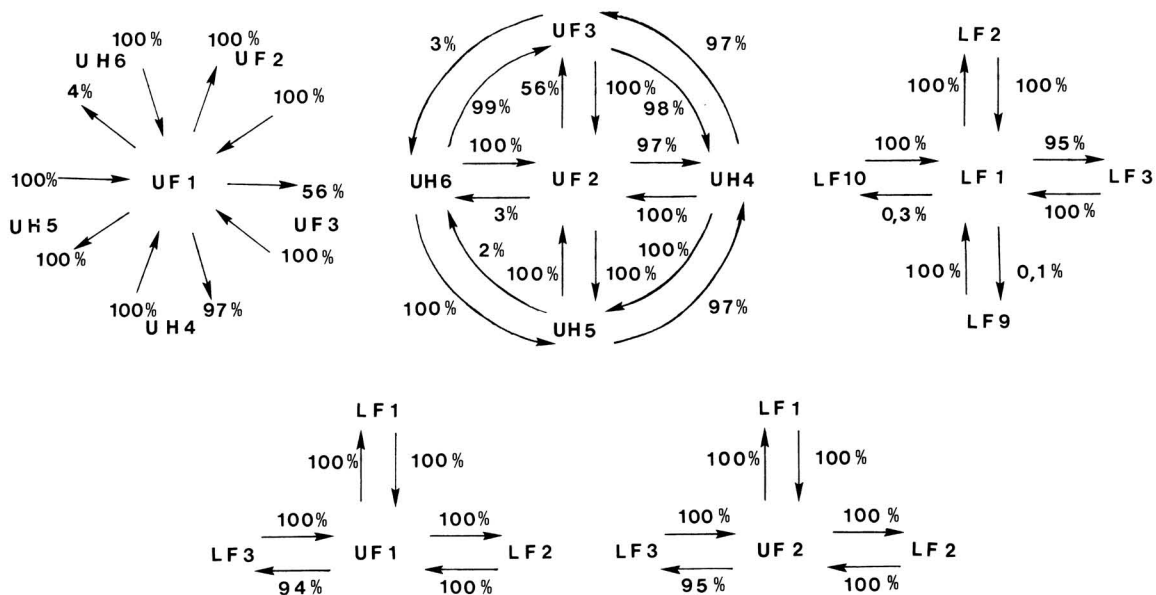 100% 100%
UH6 UF2
4% 100%
100% UF1 56%
UH5 UF3
100% 100%
100% 97%
UH4
UF3
3% 97%
56% 100%
99% 98%
100% 97%
UH6 UF2 UH4
3% 100%
2% 100%
100% 100%
100% 97%
UH5
LF2
100% 100%
100% 95%
LF10 LF1 LF3
0,3% 100%
100% 0,1%
LF9
LF1
100% 100%
100% 100%
LF3 UF1 LF2
94% 100%
LF1
100% 100%
100% 100%
LF3 UF2 LF2
95% 100%